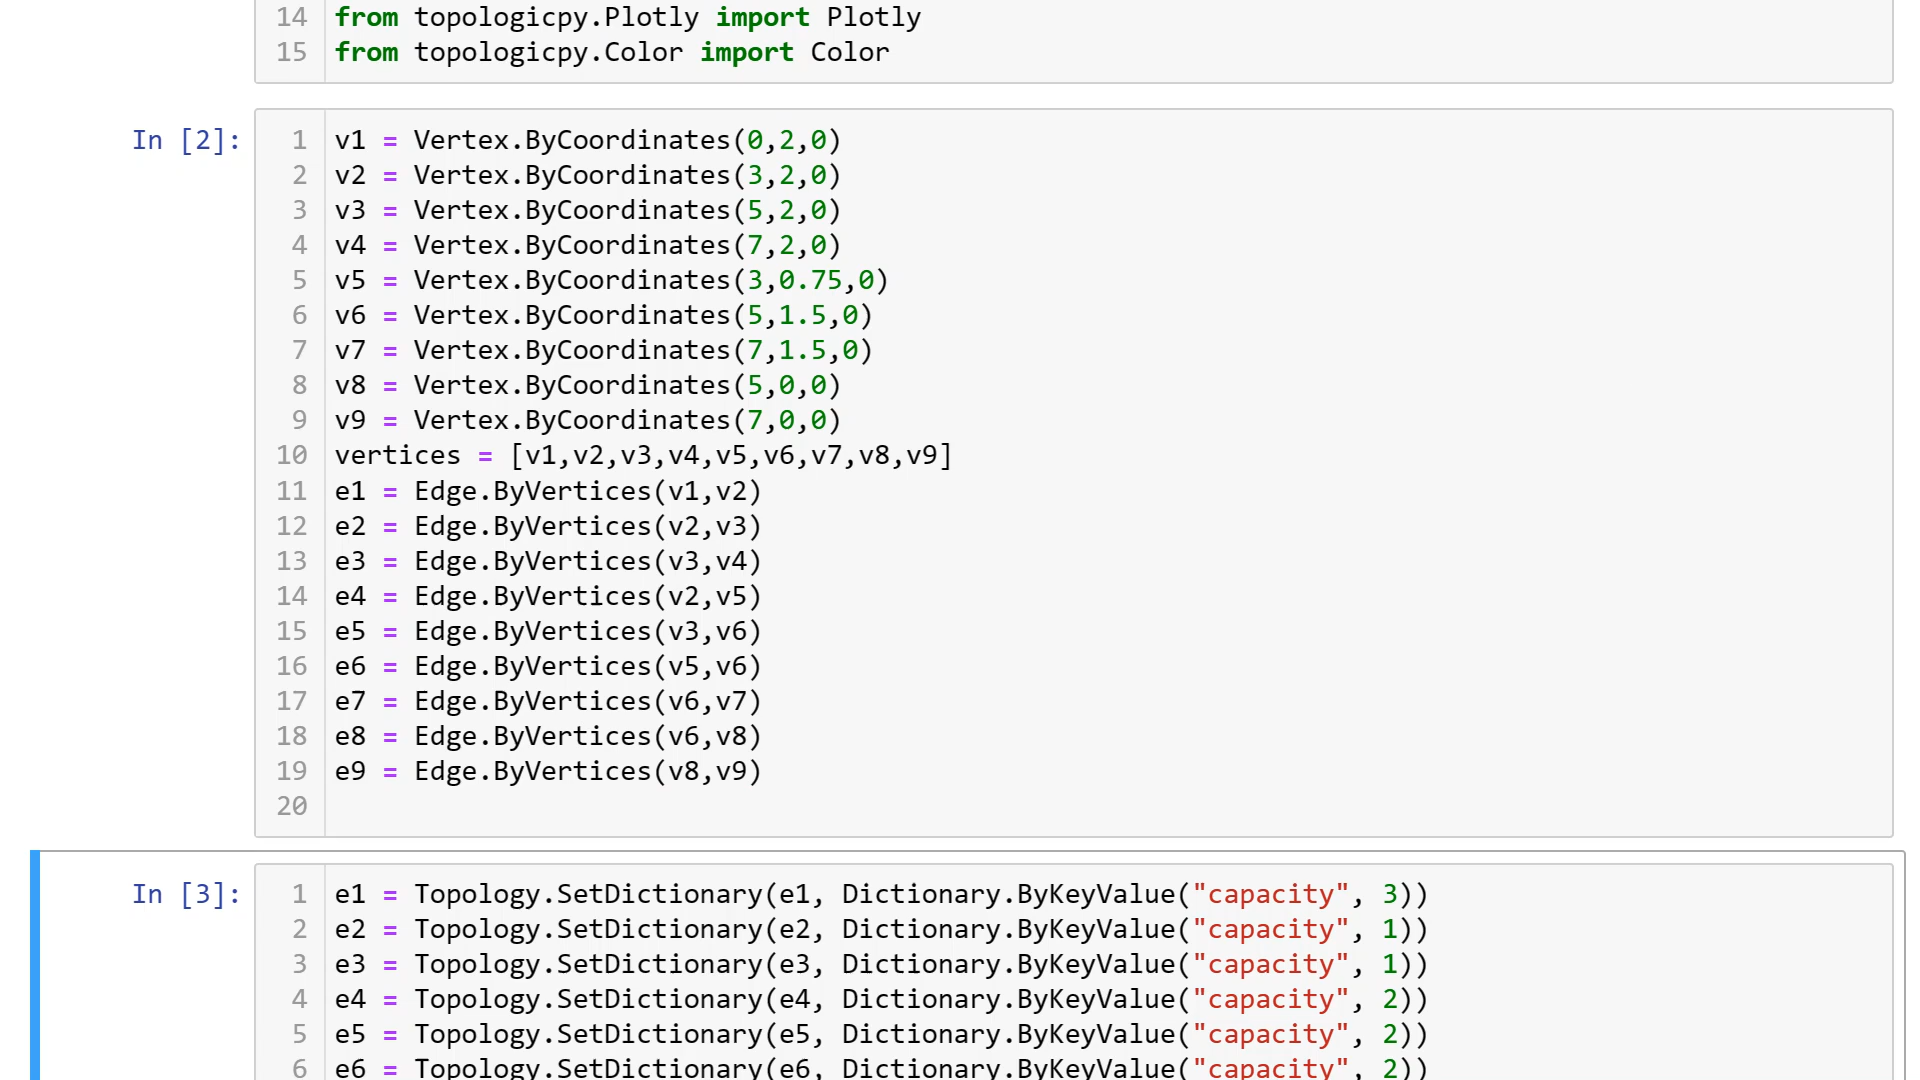 14 from topologicpy.Plotly import Plotly
15 from topologicpy.Color import Color
In [2]:
1 v1 = Vertex.ByCoordinates(0,2,0)
2 v2 = Vertex.ByCoordinates(3,2,0)
3 v3 = Vertex.ByCoordinates(5,2,0)
4 v4 = Vertex.ByCoordinates(7,2,0)
5 v5 = Vertex.ByCoordinates(3,0.75,0)
6 v6 = Vertex.ByCoordinates(5,1.5,0)
7 v7 = Vertex.ByCoordinates(7,1.5,0)
8 v8 = Vertex.ByCoordinates(5,0,0)
9 v9 = Vertex.ByCoordinates(7,0,0)
10 vertices = [v1,v2,v3,v4,v5,v6,v7,v8,v9]
11 e1 = Edge.ByVertices(v1,v2)
12 e2 = Edge.ByVertices(v2,v3)
13 e3 = Edge.ByVertices(v3,v4)
14 e4 = Edge.ByVertices(v2,v5)
15 e5 = Edge.ByVertices(v3,v6)
16 e6 = Edge.ByVertices(v5,v6)
17 e7 = Edge.ByVertices(v6,v7)
18 e8 = Edge.ByVertices(v6,v8)
19 e9 = Edge.ByVertices(v8,v9)
20
In [3]:
1 e1 = Topology.SetDictionary(e1, Dictionary.ByKeyValue("capacity", 3))
2 e2 = Topology.SetDictionary(e2, Dictionary.ByKeyValue("capacity", 1))
3 e3 = Topology.SetDictionary(e3, Dictionary.ByKeyValue("capacity", 1))
4 e4 = Topology.SetDictionary(e4, Dictionary.ByKeyValue("capacity", 2))
5 e5 = Topology.SetDictionary(e5, Dictionary.ByKeyValue("capacity", 2))
6 e6 = Topology.SetDictionary(e6, Dictionary.ByKeyValue("capacity", 2))